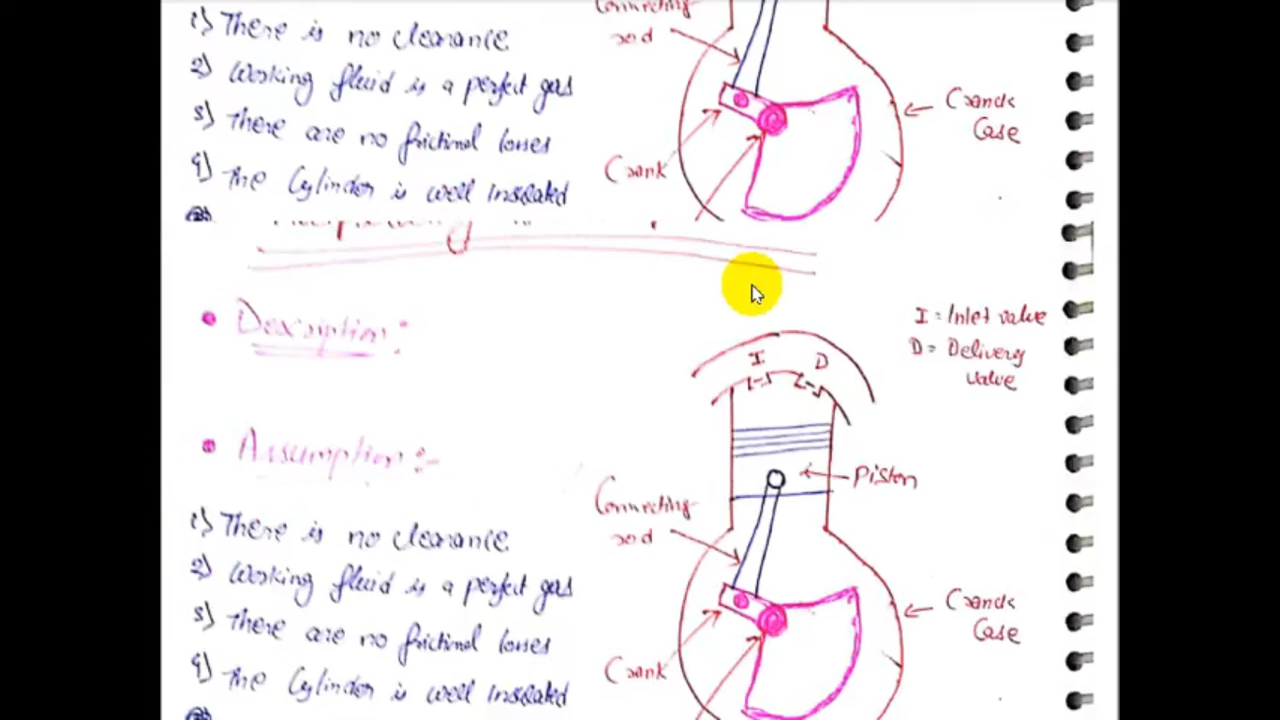 Connecting
rod
1) There is no clearance
2) Working fluid is a perfect gas
3) There are no frictional losses
4) The Cylinder is well insulated
Crank
Crank
Case
• Description:
I = Inlet valve
D = Delivery
valve
I D
• Assumption:-
Piston
Connecting
rod
1) There is no clearance
2) Working fluid is a perfect gas
3) There are no frictional losses
4) The Cylinder is well insulated
Crank
Crank
Case